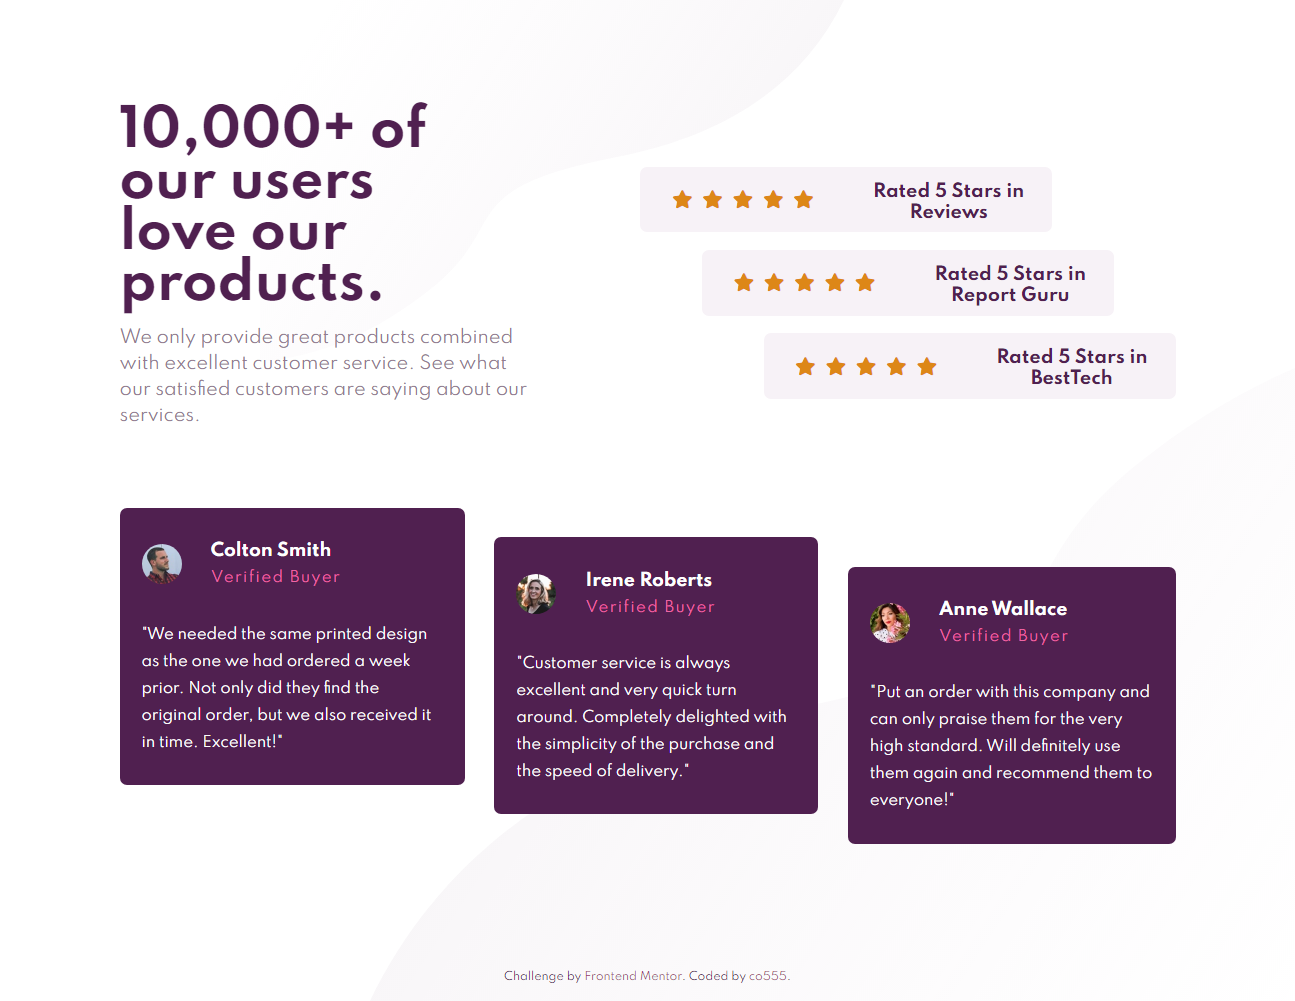 10,000+ of
our users
love our
products.
We only provide great products combined
with excellent customer service. See what
our satisfied customers are saying about our
services.
Rated 5 Stars in
Reviews
Rated 5 Stars in
Report Guru
Rated 5 Stars in
BestTech
Colton Smith
Verified Buyer
"We needed the same printed design
as the one we had ordered a week
prior. Not only did they find the
original order, but we also received it
in time. Excellent!"
Irene Roberts
Verified Buyer
"Customer service is always
excellent and very quick turn
around. Completely delighted with
the simplicity of the purchase and
the speed of delivery."
Anne Wallace
Verified Buyer
"Put an order with this company and
can only praise them for the very
high standard. Will definitely use
them again and recommend them to
everyone!"
Challenge by Frontend Mentor. Coded by co555.